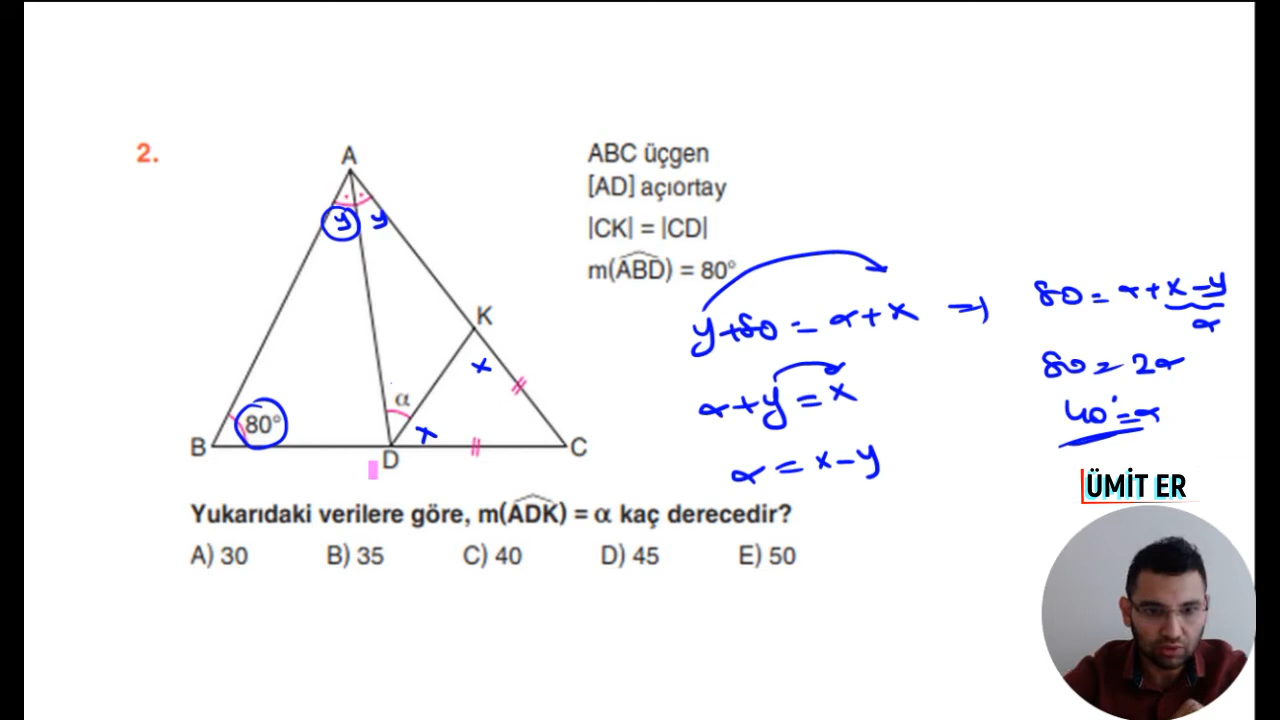 2.
A
ABC üçgen
[AD] açıortay
|CK| = |CD|
m(ABD) = 80°
y y
K
x
y+80 = α+x ⇒ 80 = α+x-y
α
α+y = x
80 = 2α
α = x-y
40° = α
α
80°
x
B D C
ÜMİT ER
Yukarıdaki verilere göre, m(ADK) = α kaç derecedir?
A) 30 B) 35 C) 40 D) 45 E) 50